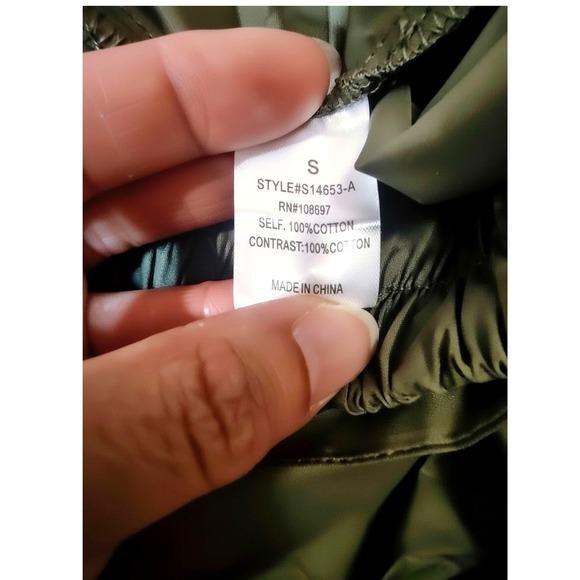 S
STYLE#S14653-A
RN#108697
SELF. 100%COTTON
CONTRAST:100%COTTON
MADE IN CHINA